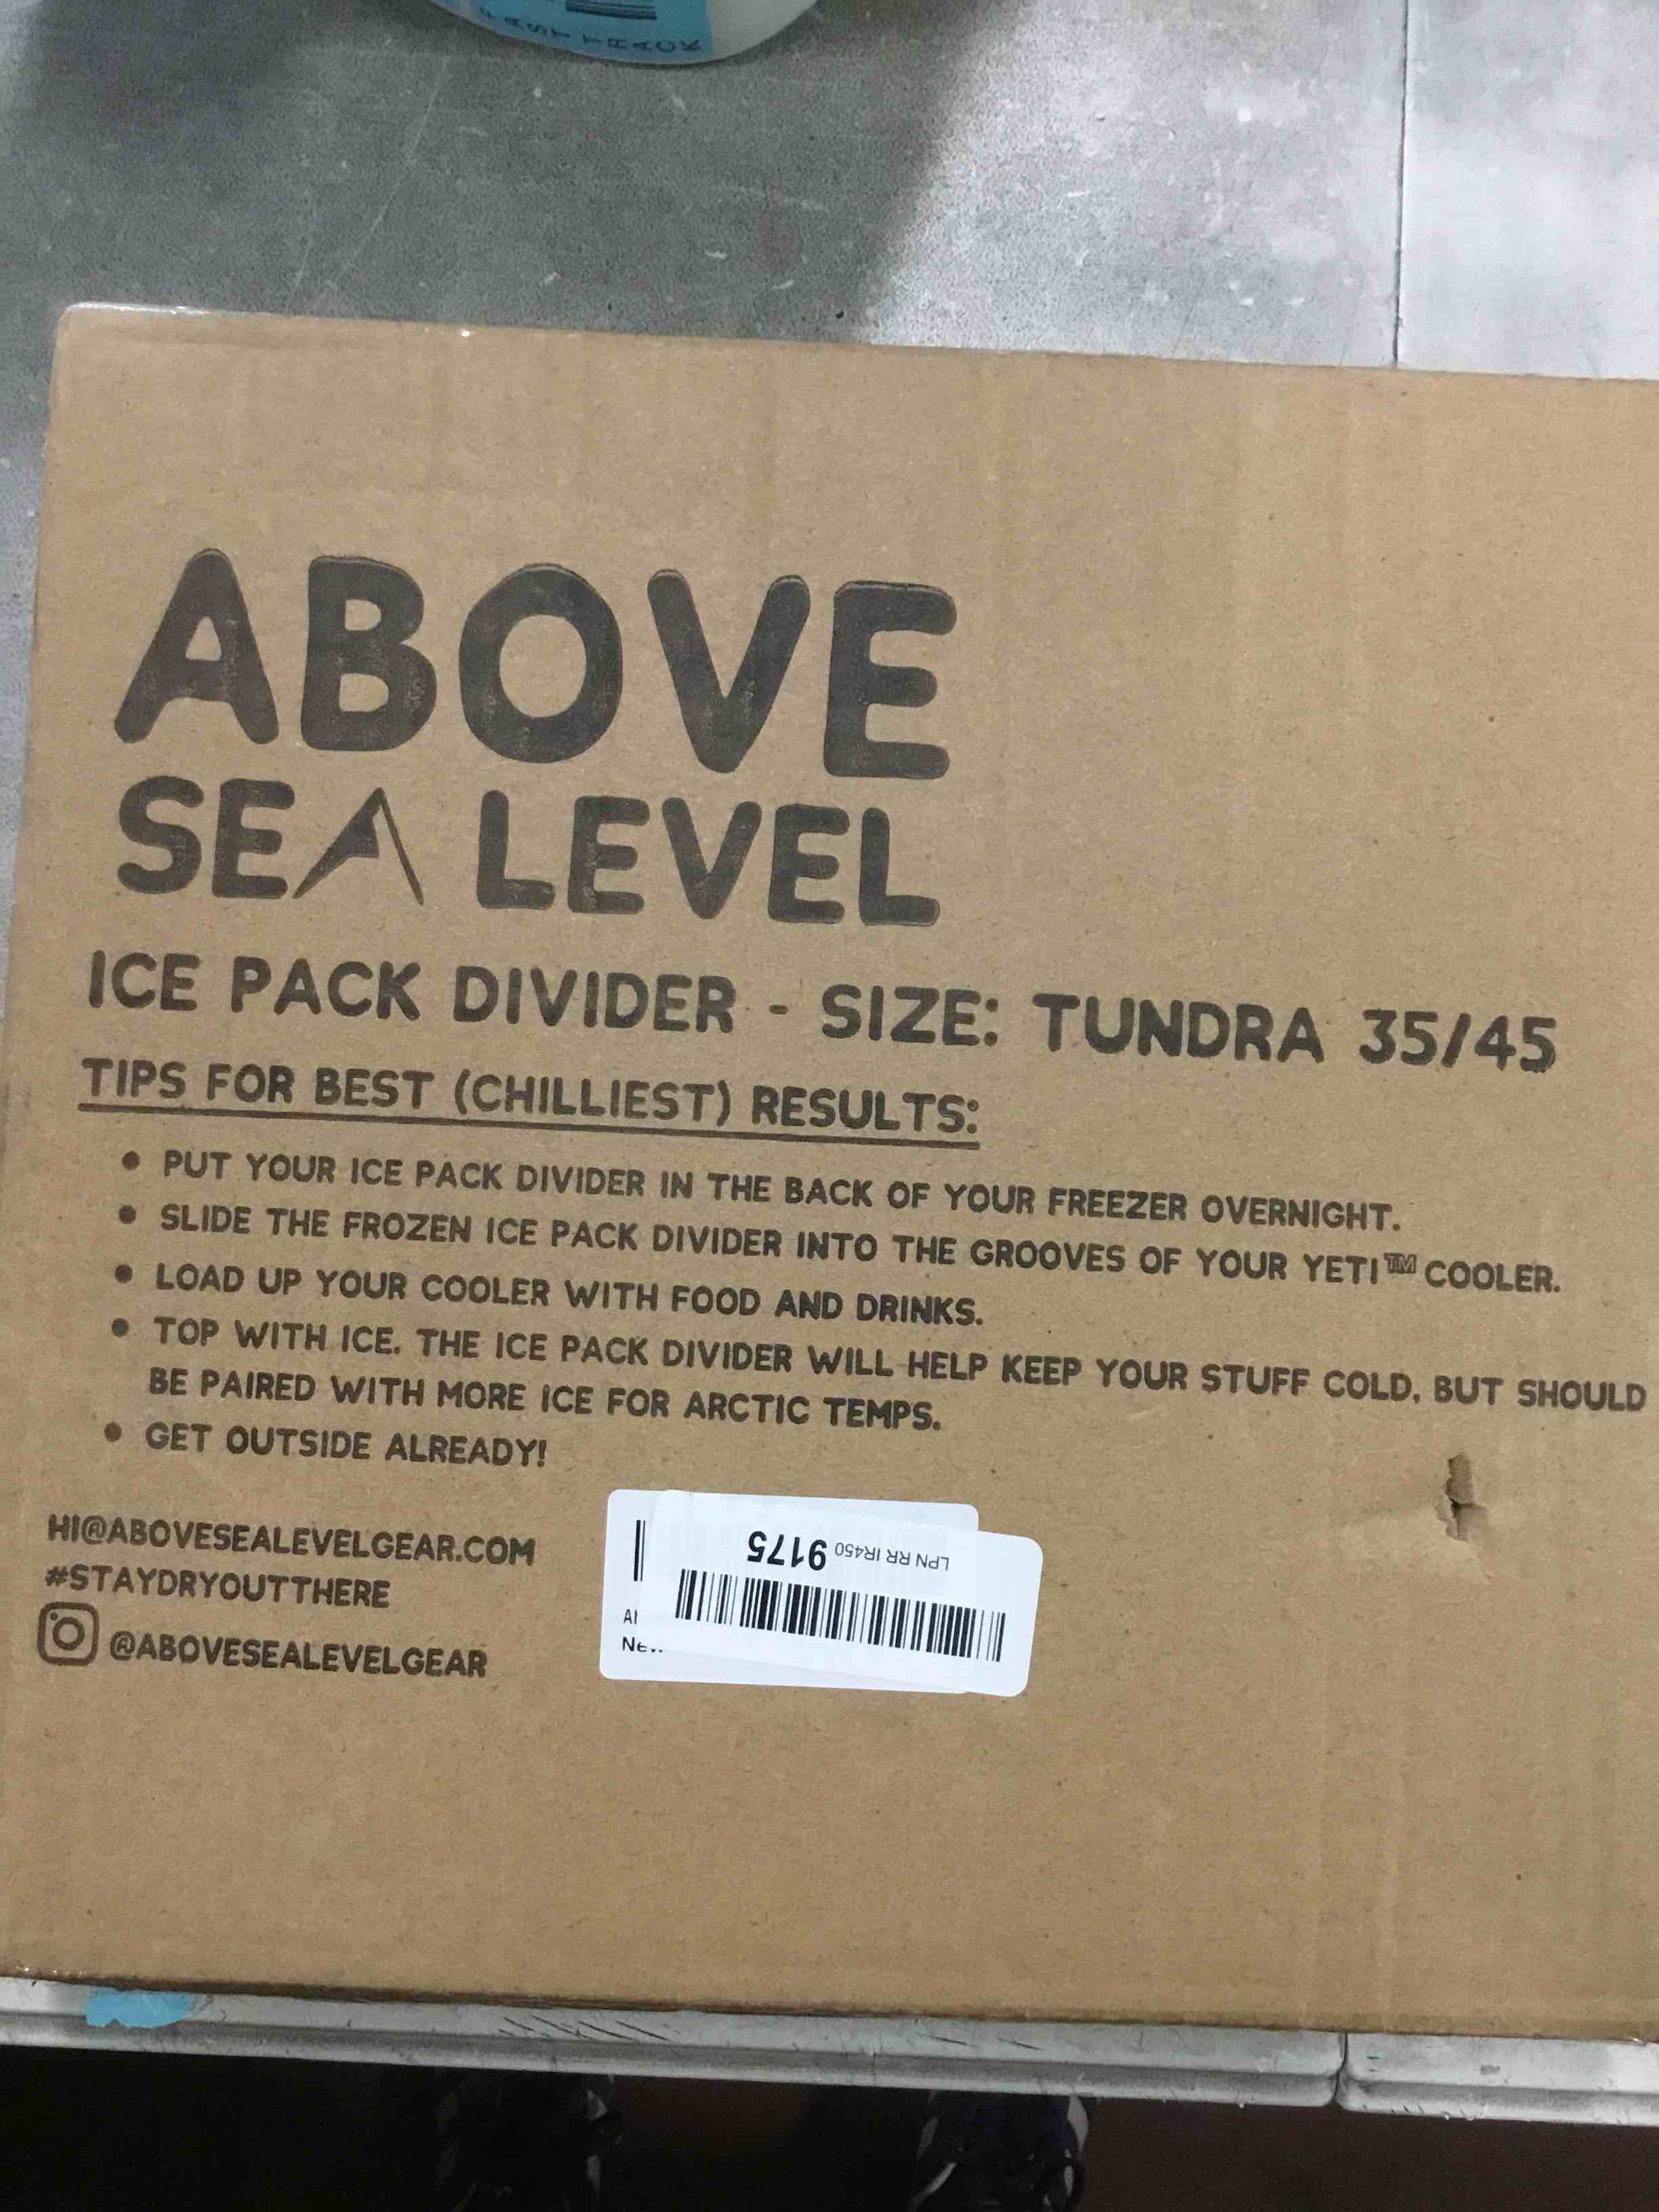 FAST TRACK
ABOVE
SEA LEVEL
ICE PACK DIVIDER - SIZE: TUNDRA 35/45
TIPS FOR BEST (CHILLIEST) RESULTS:
• PUT YOUR ICE PACK DIVIDER IN THE BACK OF YOUR FREEZER OVERNIGHT.
• SLIDE THE FROZEN ICE PACK DIVIDER INTO THE GROOVES OF YOUR YETI™ COOLER.
• LOAD UP YOUR COOLER WITH FOOD AND DRINKS.
• TOP WITH ICE. THE ICE PACK DIVIDER WILL HELP KEEP YOUR STUFF COLD, BUT SHOULD
BE PAIRED WITH MORE ICE FOR ARCTIC TEMPS.
• GET OUTSIDE ALREADY!
HI@ABOVESEALEVELGEAR.COM
#STAYDRYOUTTHERE
@ABOVESEALEVELGEAR
LPN RR IR450 9175